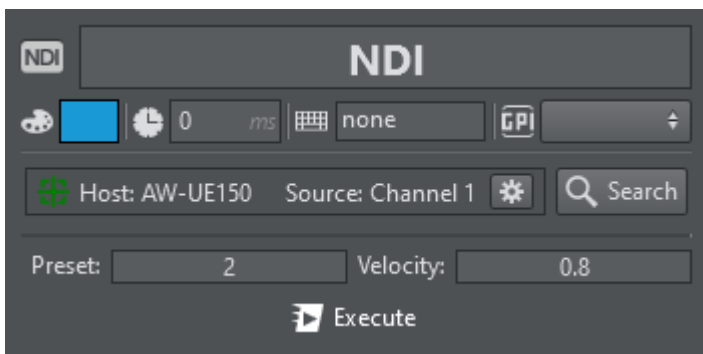 NDI NDI
0 ms none GPI
Host: AW-UE150 Source: Channel 1 Search
Preset: 2 Velocity: 0.8
Execute